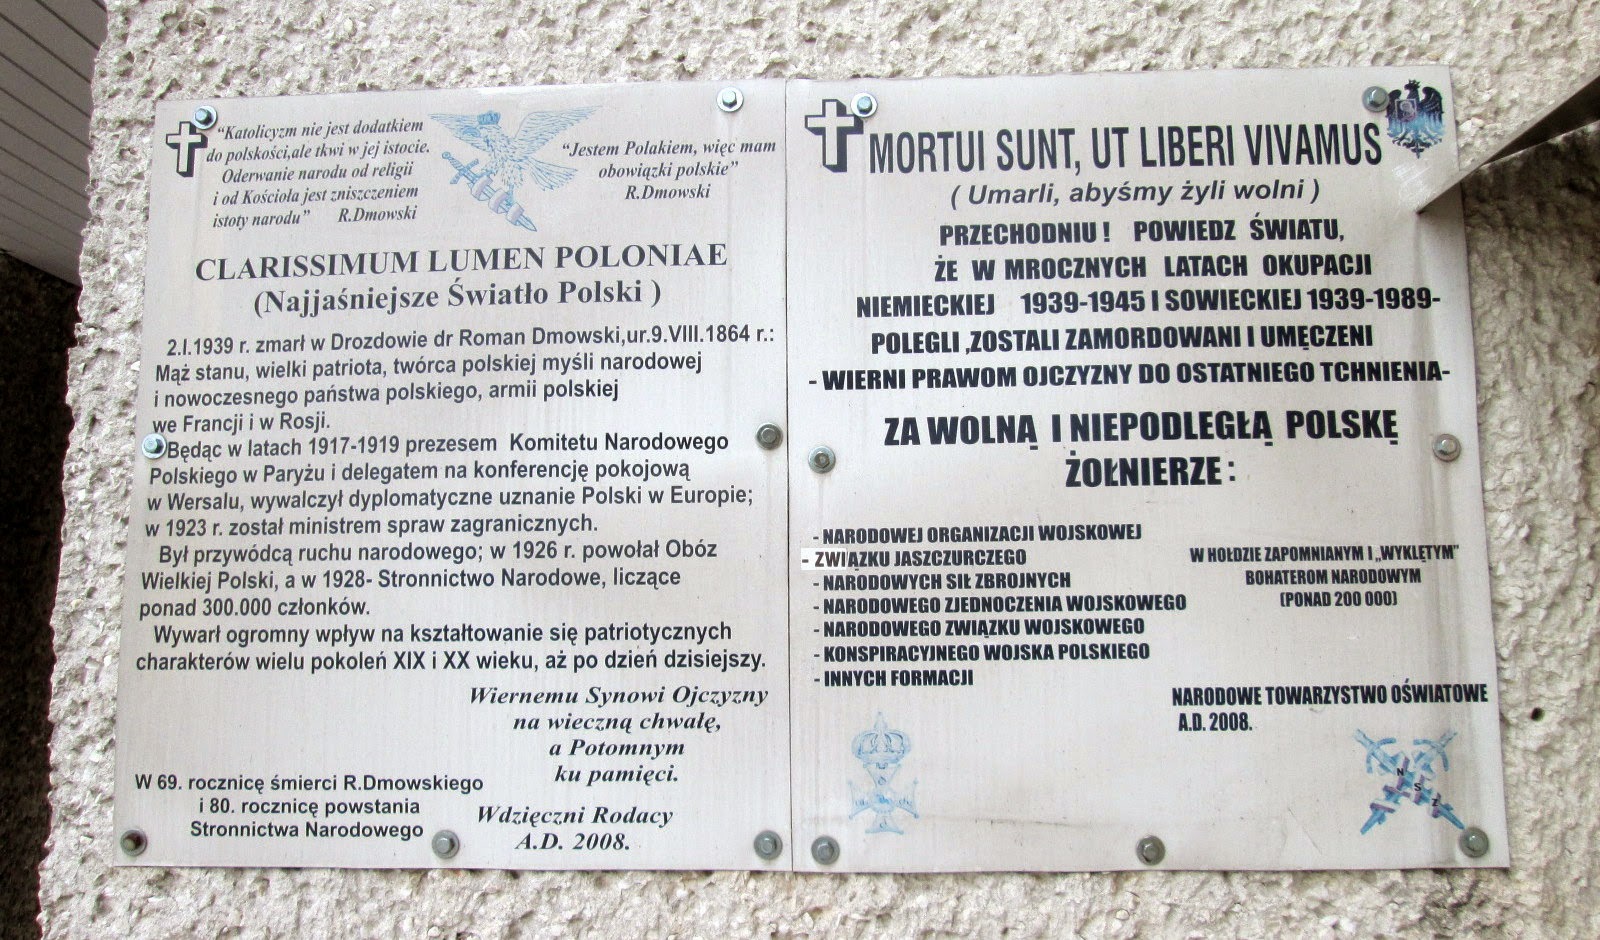 "Katolicyzm nie jest dodatkiem
do polskości,ale tkwi w jej istocie.
Oderwanie narodu od religii
i od Kościoła jest zniszczeniem
istoty narodu" R.Dmowski
"Jestem Polakiem, więc mam
obowiązki polskie"
R.Dmowski
CLARISSIMUM LUMEN POLONIAE
(Najjaśniejsze Światło Polski )
2.I.1939 r. zmarł w Drozdowie dr Roman Dmowski,ur.9.VIII.1864 r.:
Mąż stanu, wielki patriota, twórca polskiej myśli narodowej
i nowoczesnego państwa polskiego, armii polskiej
we Francji i w Rosji.
Będąc w latach 1917-1919 prezesem Komitetu Narodowego
Polskiego w Paryżu i delegatem na konferencję pokojową
w Wersalu, wywalczył dyplomatyczne uznanie Polski w Europie;
w 1923 r. został ministrem spraw zagranicznych.
Był przywódcą ruchu narodowego; w 1926 r. powołał Obóz
Wielkiej Polski, a w 1928- Stronnictwo Narodowe, liczące
ponad 300.000 członków.
Wywarł ogromny wpływ na kształtowanie się patriotycznych
charakterów wielu pokoleń XIX i XX wieku, aż po dzień dzisiejszy.
Wiernemu Synowi Ojczyzny
na wieczną chwałę,
a Potomnym
ku pamięci.
W 69. rocznicę śmierci R.Dmowskiego
i 80. rocznicę powstania
Stronnictwa Narodowego
Wdzięczni Rodacy
A.D. 2008.
MORTUI SUNT, UT LIBERI VIVAMUS
( Umarli, abyśmy żyli wolni )
PRZECHODNIU ! POWIEDZ ŚWIATU,
ŻE W MROCZNYCH LATACH OKUPACJI
NIEMIECKIEJ 1939-1945 I SOWIECKIEJ 1939-1989-
POLEGLI ,ZOSTALI ZAMORDOWANI I UMĘCZENI
- WIERNI PRAWOM OJCZYZNY DO OSTATNIEGO TCHNIENIA-
ZA WOLNĄ I NIEPODLEGŁĄ POLSKĘ
ŻOŁNIERZE :
- NARODOWEJ ORGANIZACJI WOJSKOWEJ
- ZWIĄZKU JASZCZURCZEGO
- NARODOWYCH SIŁ ZBROJNYCH
- NARODOWEGO ZJEDNOCZENIA WOJSKOWEGO
- NARODOWEGO ZWIĄZKU WOJSKOWEGO
- KONSPIRACYJNEGO WOJSKA POLSKIEGO
- INNYCH FORMACJI
W HOŁDZIE ZAPOMNIANYM I „WYKLĘTYM"
BOHATEROM NARODOWYM
(PONAD 200 000)
NARODOWE TOWARZYSTWO OŚWIATOWE
A.D. 2008.
N
S
Z